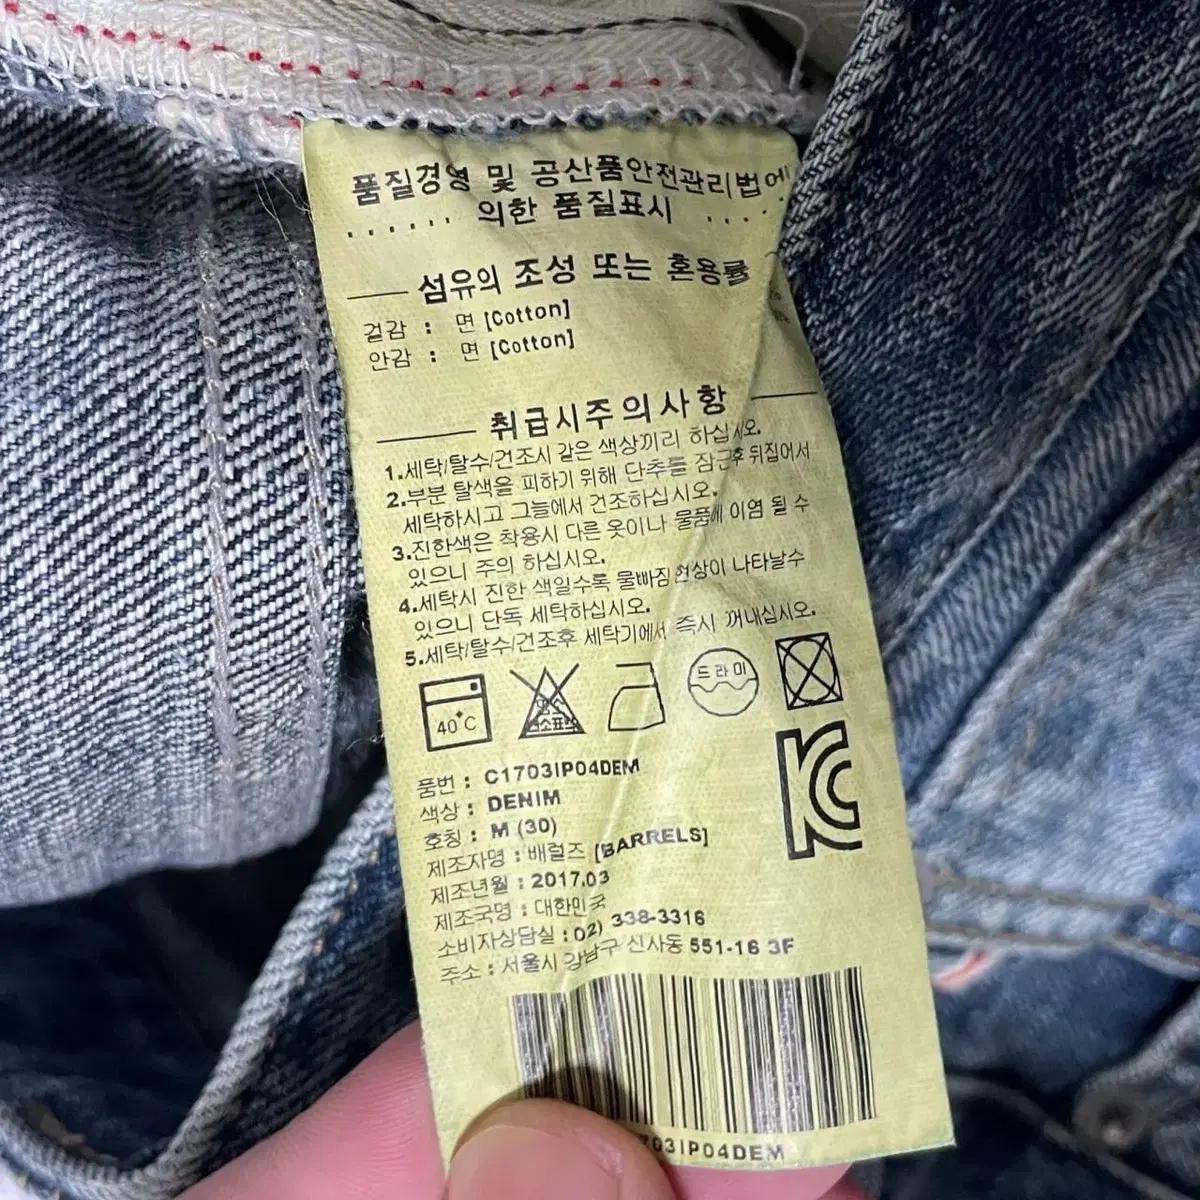 품질경영 및 공산품안전관리법에
의한 품질표시
섬유의 조성 또는 혼용률
겉감 : 면 [Cotton]
안감 : 면 [Cotton]
취급시주의사항
1.세탁/탈수/건조시 같은 색상끼리 하십시오.
2.부분 탈색을 피하기 위해 단추를 잠근후 뒤집어서
세탁하시고 그늘에서 건조하십시오.
3.진한색은 착용시 다른 옷이나 물품에 이염 될 수
있으니 주의 하십시오.
4.세탁시 진한 색일수록 물빠짐현상이 나타날수
있으니 단독 세탁하십시오.
5.세탁/탈수/건조후 세탁기에서 즉시 꺼내십시오.
40°C 염소 산소표백 드라이
품번 : C1703IP04DEM
색상 : DENIM
호칭 : M (30)
제조자명 : 배럴즈 [BARRELS]
제조년월 : 2017.03
제조국명 : 대한민국
소비자상담실 : 02) 338-3316
주소 : 서울시 강남구 신사동 551-16 3F
703IP04DEM